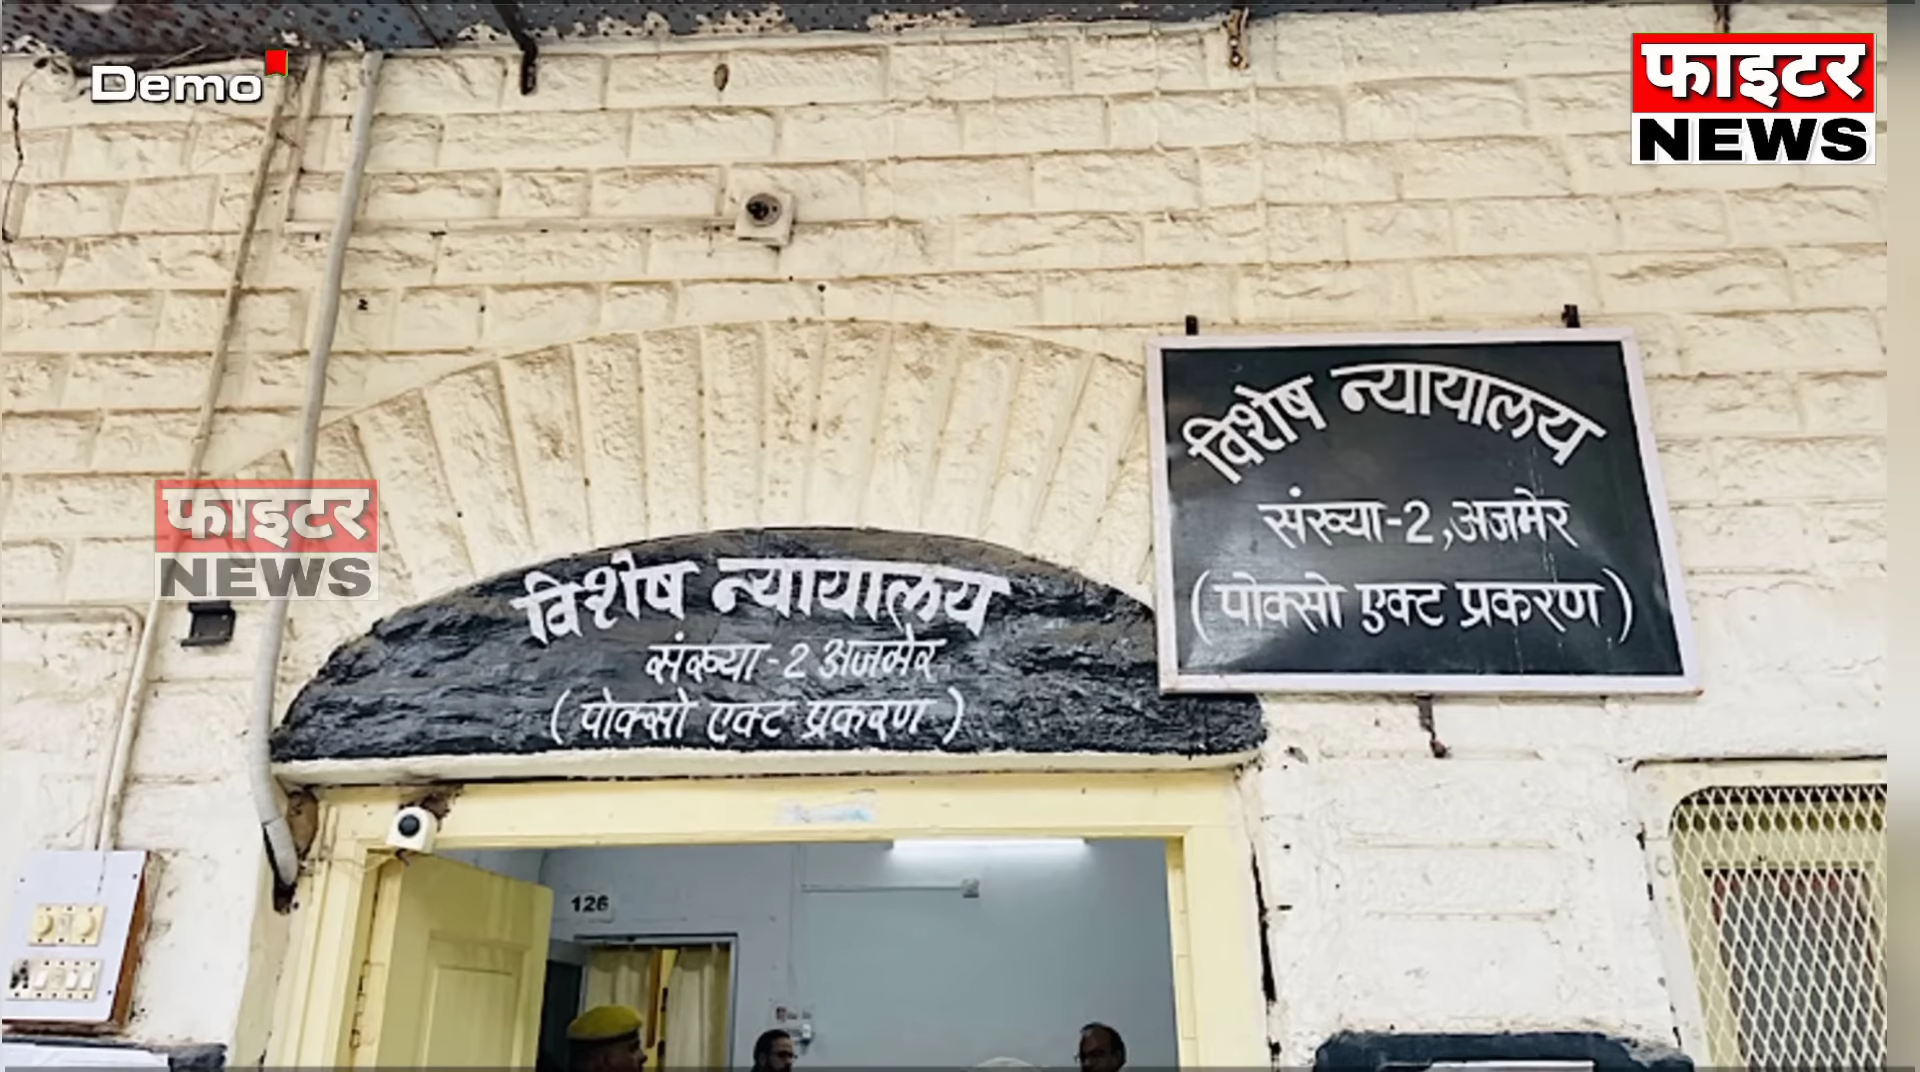 Demo
फाइटर
NEWS
विशेष न्यायालय
संख्या-2,अजमेर
(पोक्सो एक्ट प्रकरण)
फाइटर
NEWS
विशेष न्यायालय
संख्या-2 अजमेर
(पोक्सो एक्ट प्रकरण)
126